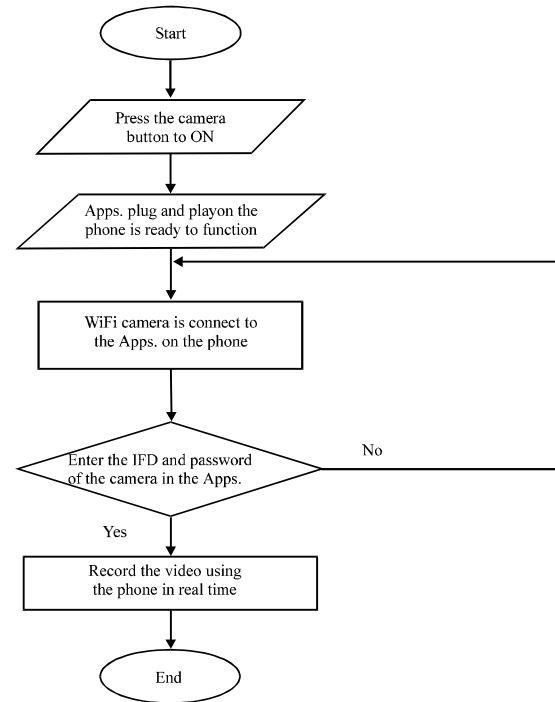 Start
Press the camera
button to ON
Apps. plug and playon the
phone is ready to function
WiFi camera is connect to
the Apps. on the phone
Enter the IFD and password
of the camera in the Apps.
No
Yes
Record the video using
the phone in real time
End